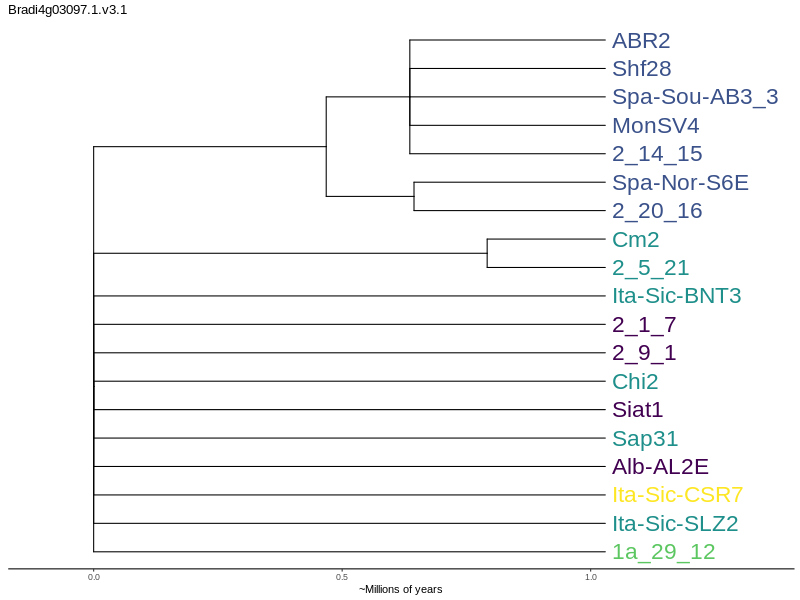 Bradi4g03097.1.v3.1
ABR2
Shf28
Spa-Sou-AB3_3
MonSV4
2_14_15
Spa-Nor-S6E
2_20_16
Cm2
2_5_21
Ita-Sic-BNT3
2_1_7
2_9_1
Chi2
Siat1
Sap31
Alb-AL2E
Ita-Sic-CSR7
Ita-Sic-SLZ2
1a_29_12
0.0 0.5 1.0
~Millions of years